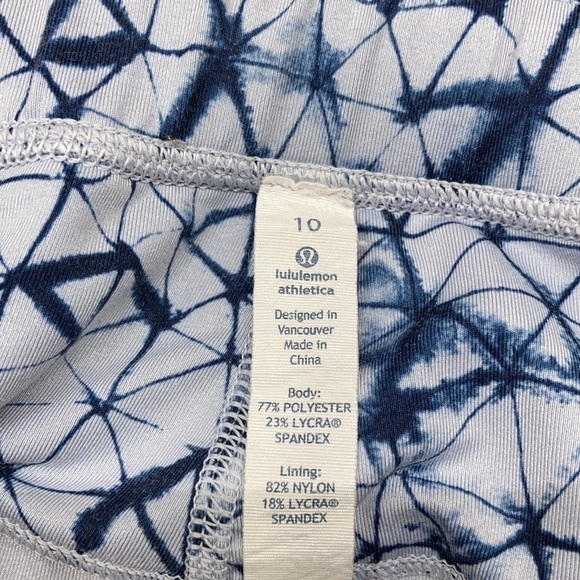 10
lululemon
athletica
Designed in
Vancouver
Made in
China
Body:
77% POLYESTER
23% LYCRA®
SPANDEX
Lining:
82% NYLON
18% LYCRA®
SPANDEX